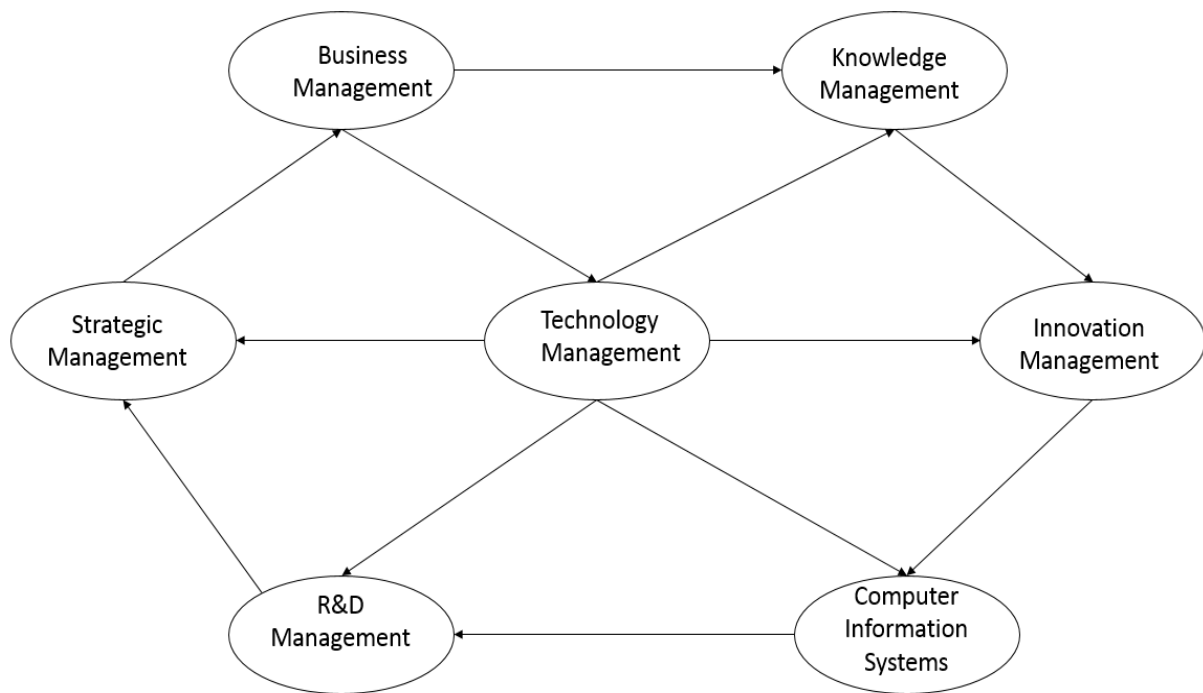 Business
Management
Knowledge
Management
Strategic
Management
Technology
Management
Innovation
Management
R&D
Management
Computer
Information
Systems